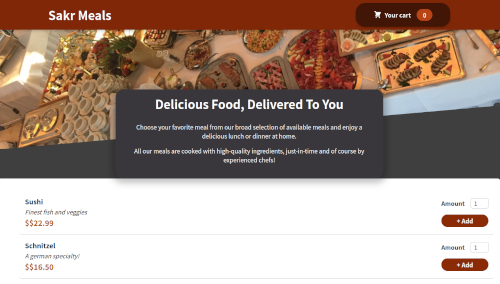 Sakr Meals
Your cart 0
Delicious Food, Delivered To You
Choose your favorite meal from our broad selection of available meals and enjoy a
delicious lunch or dinner at home.
All our meals are cooked with high-quality ingredients, just-in-time and of course by
experienced chefs!
Sushi
Finest fish and veggies
$$22.99
Amount 1
+ Add
Schnitzel
A german specialty!
$$16.50
Amount 1
+ Add